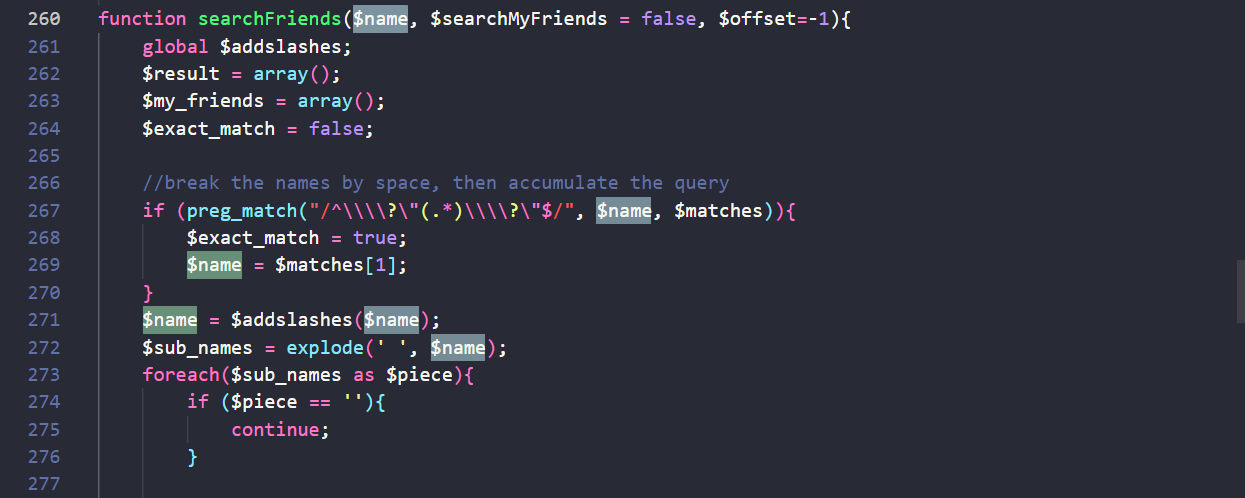 260 function searchFriends($name, $searchMyFriends = false, $offset=-1){
261     global $addslashes;
262     $result = array();
263     $my_friends = array();
264     $exact_match = false;
265
266     //break the names by space, then accumulate the query
267     if (preg_match("/^\\\\?\"(.*)\\\\?\"$/", $name, $matches)){
268         $exact_match = true;
269         $name = $matches[1];
270     }
271     $name = $addslashes($name);
272     $sub_names = explode(' ', $name);
273     foreach($sub_names as $piece){
274         if ($piece == ''){
275             continue;
276         }
277